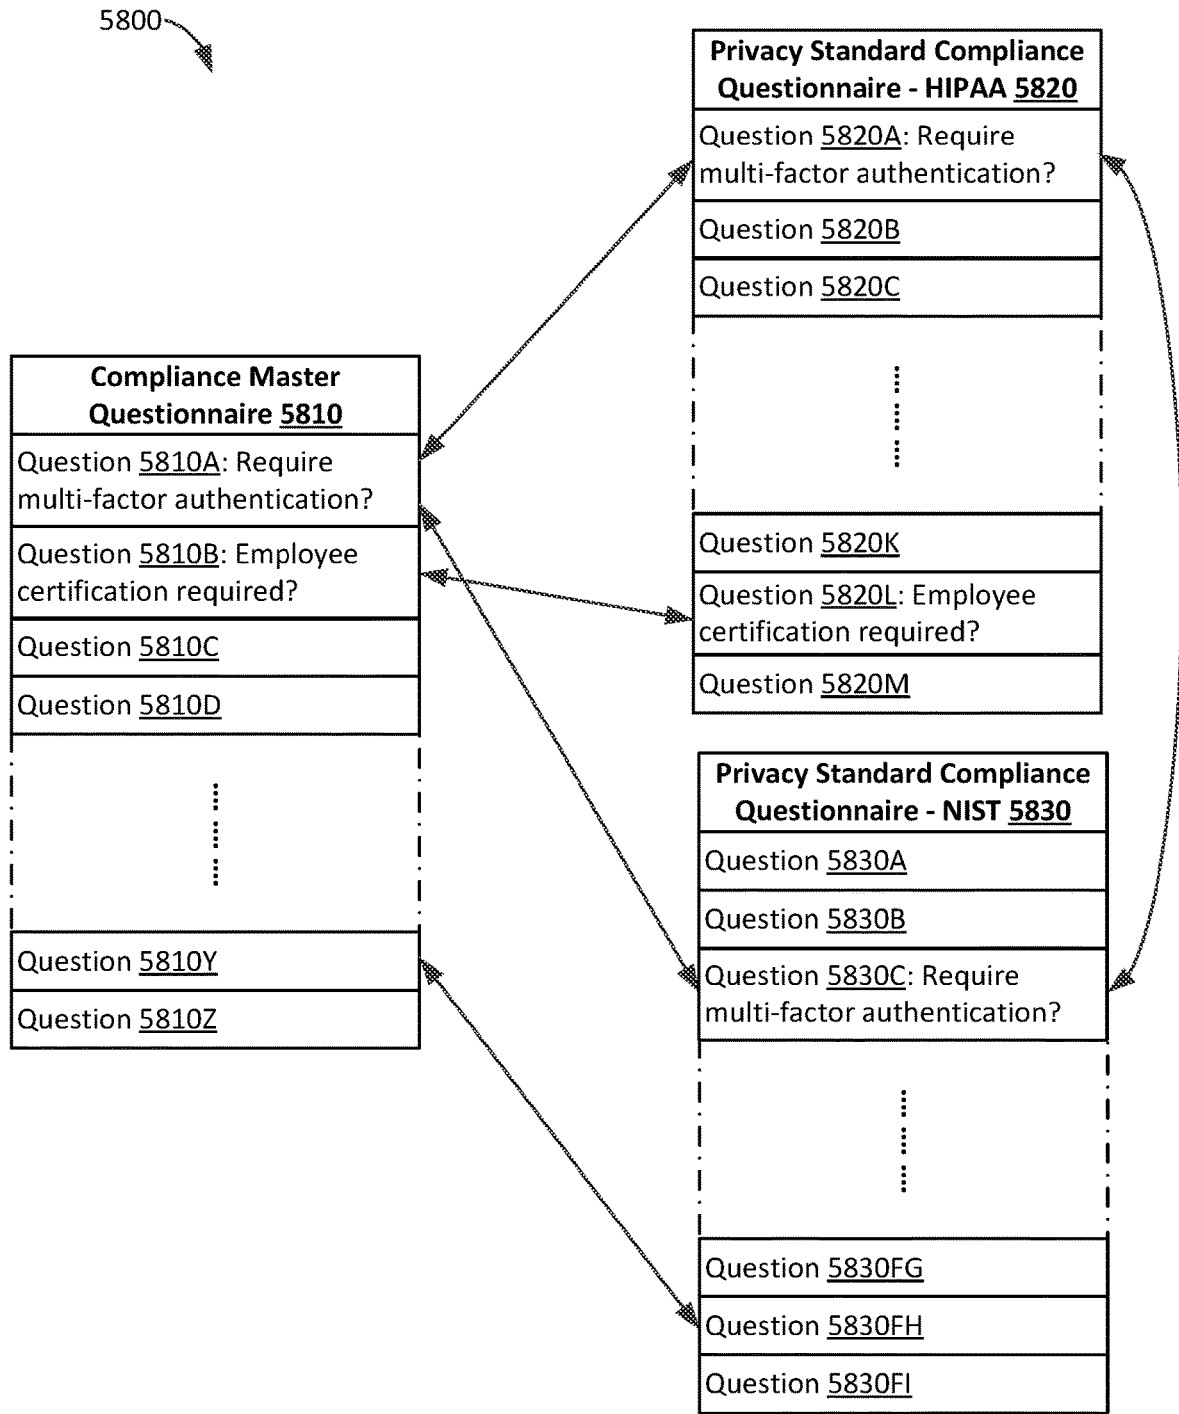 5800
Privacy Standard Compliance
Questionnaire - HIPAA 5820
Question 5820A: Require
multi-factor authentication?
Question 5820B
Question 5820C
Question 5820K
Question 5820L: Employee
certification required?
Question 5820M
Compliance Master
Questionnaire 5810
Question 5810A: Require
multi-factor authentication?
Question 5810B: Employee
certification required?
Question 5810C
Question 5810D
Question 5810Y
Question 5810Z
Privacy Standard Compliance
Questionnaire - NIST 5830
Question 5830A
Question 5830B
Question 5830C: Require
multi-factor authentication?
Question 5830FG
Question 5830FH
Question 5830FI